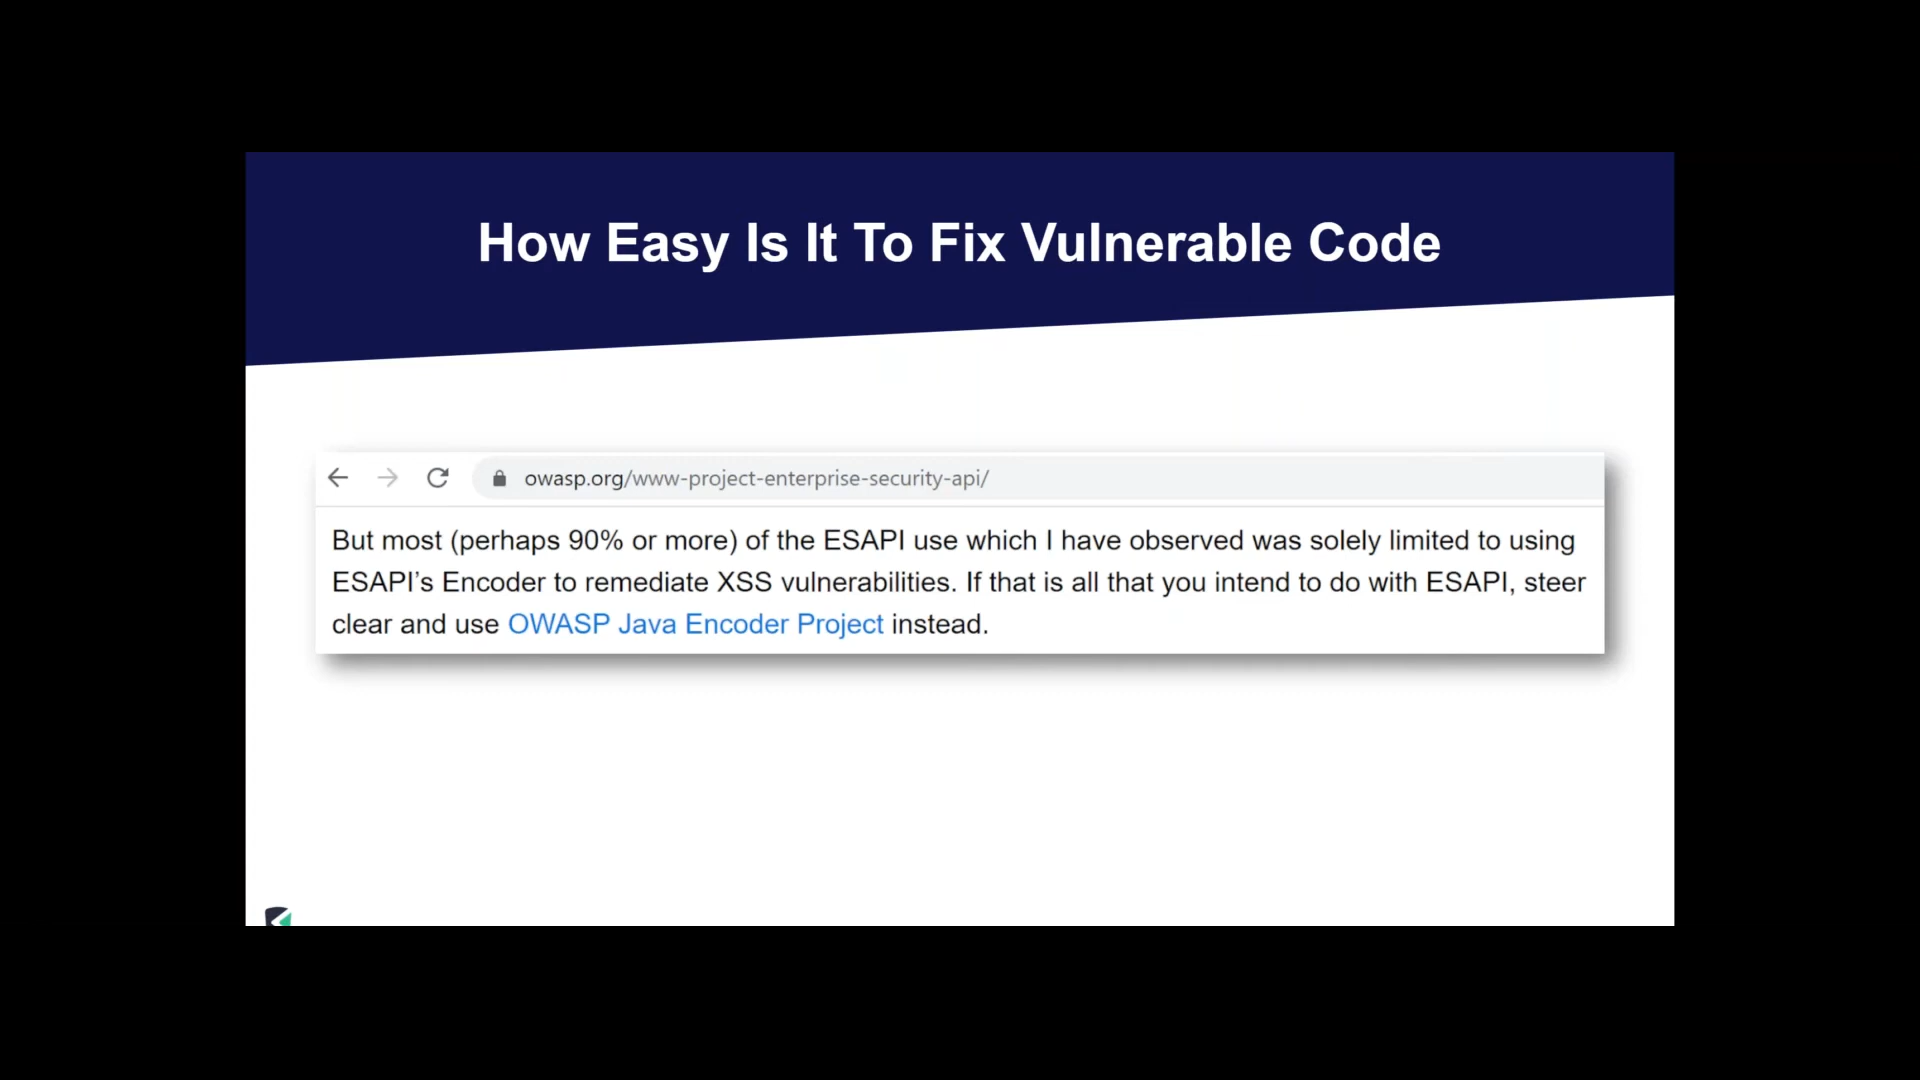 How Easy Is It To Fix Vulnerable Code
owasp.org/www-project-enterprise-security-api/
But most (perhaps 90% or more) of the ESAPI use which I have observed was solely limited to using
ESAPI’s Encoder to remediate XSS vulnerabilities. If that is all that you intend to do with ESAPI, steer
clear and use OWASP Java Encoder Project instead.